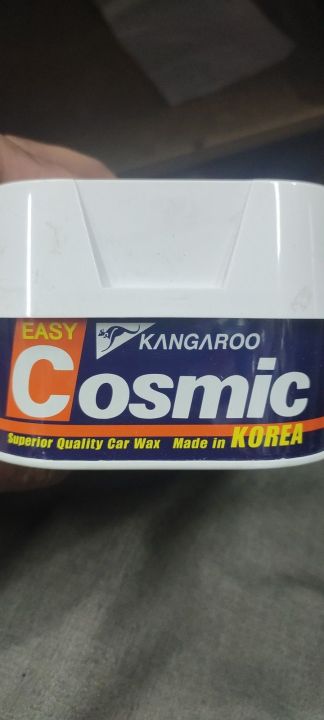 EASY
KANGAROO
Cosmic
Superior Quality Car Wax Made in KOREA